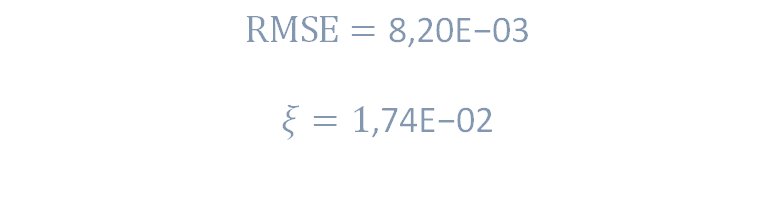 RMSE = 8,20E−03
ξ = 1,74E−02